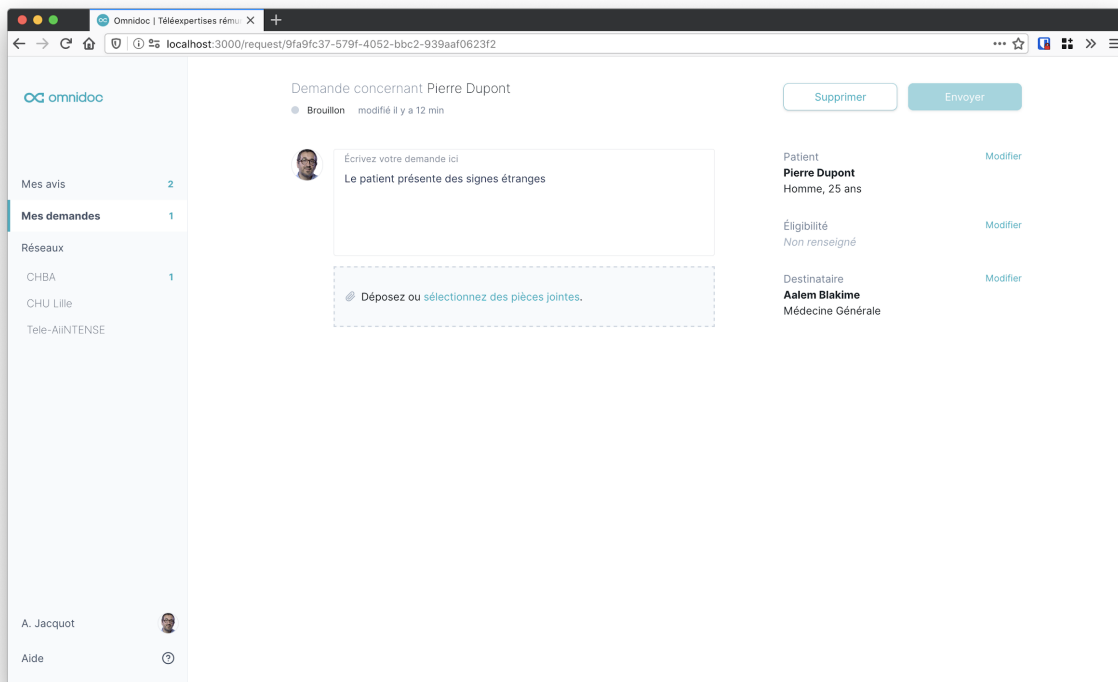 Omnidoc | Téléexpertises rému
localhost:3000/request/9fa9fc37-579f-4052-bbc2-939aaf0623f2
omnidoc
Mes avis 2
Mes demandes 1
Réseaux
CHBA 1
CHU Lille
Tele-AiiNTENSE
A. Jacquot
Aide
Demande concernant Pierre Dupont
Brouillon modifié il y a 12 min
Supprimer
Envoyer
Écrivez votre demande ici
Le patient présente des signes étranges
Déposez ou sélectionnez des pièces jointes.
Patient Modifier
Pierre Dupont
Homme, 25 ans
Éligibilité Modifier
Non renseigné
Destinataire Modifier
Aalem Blakime
Médecine Générale